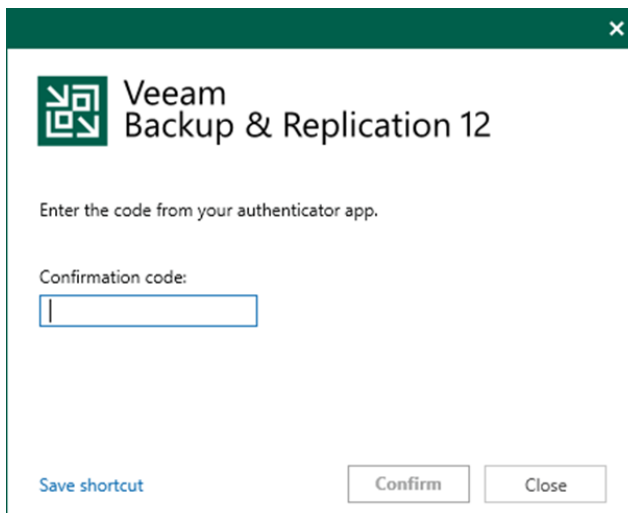 Veeam
Backup & Replication 12
Enter the code from your authenticator app.
Confirmation code:
Save shortcut
Confirm
Close